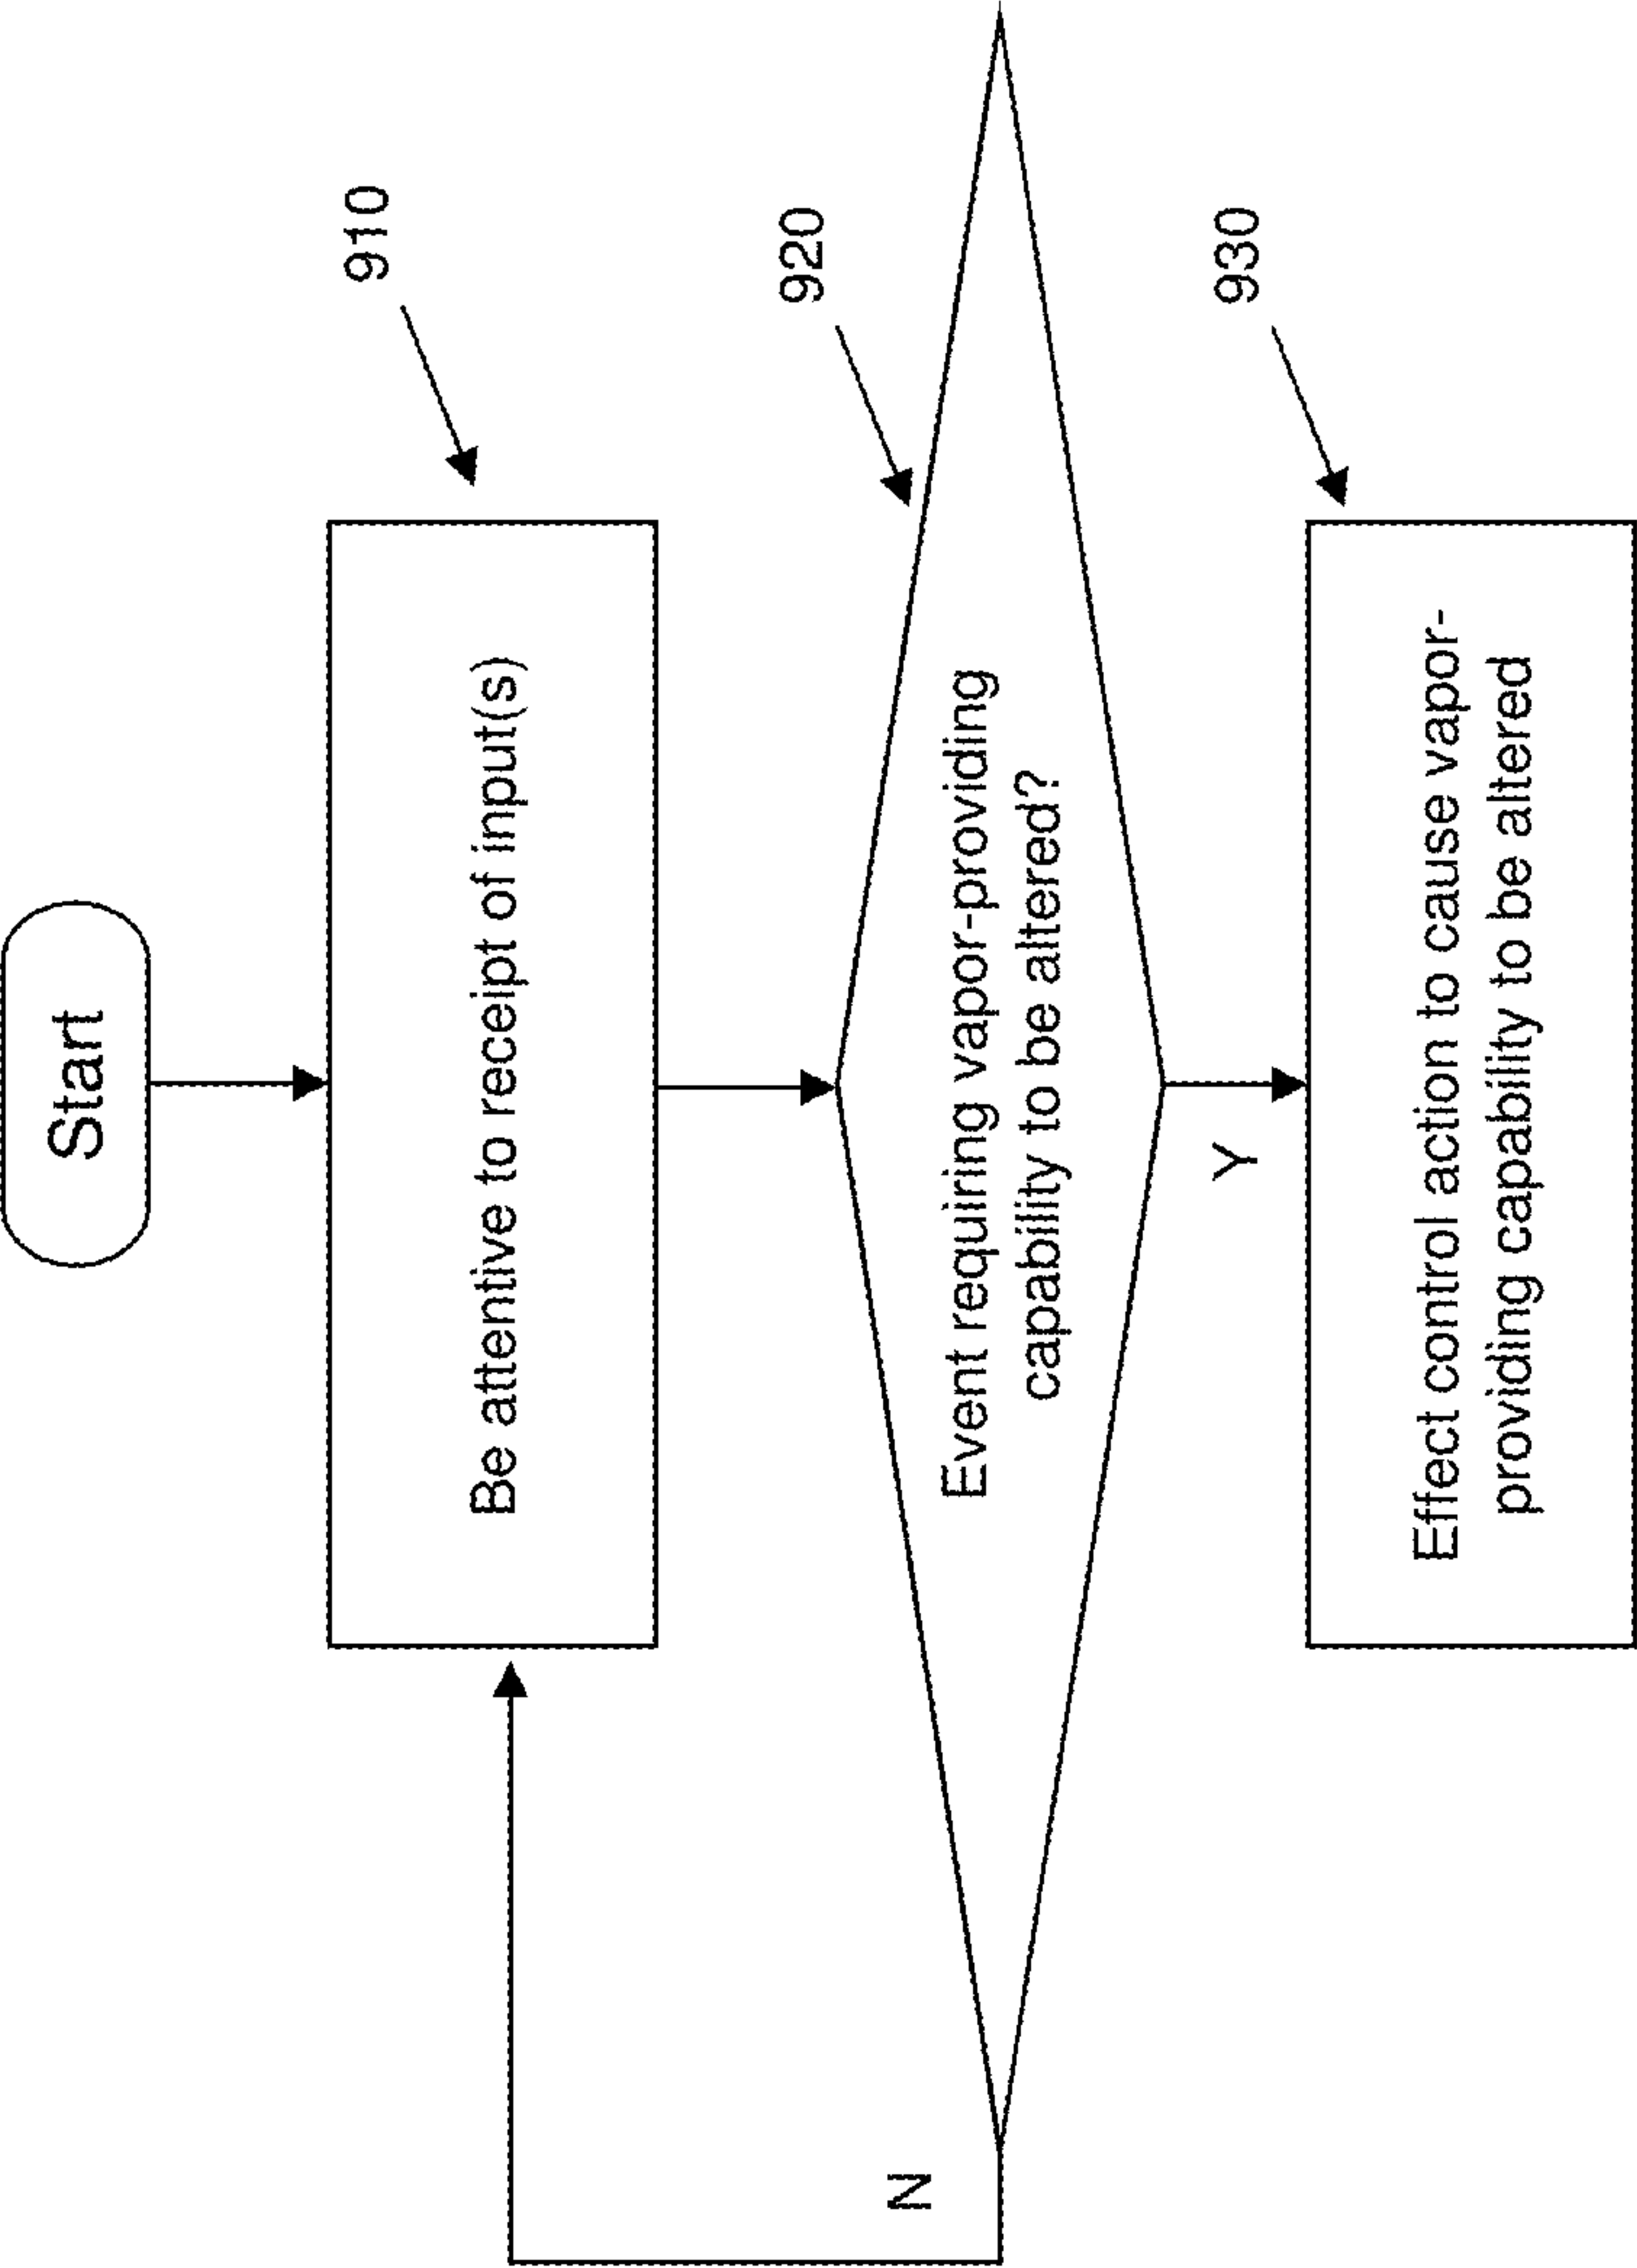 Start
910
Be attentive to receipt of input(s)
920
Event requiring vapor-providing
capability to be altered?
N
Y
930
Effect control action to cause vapor-
providing capability to be altered